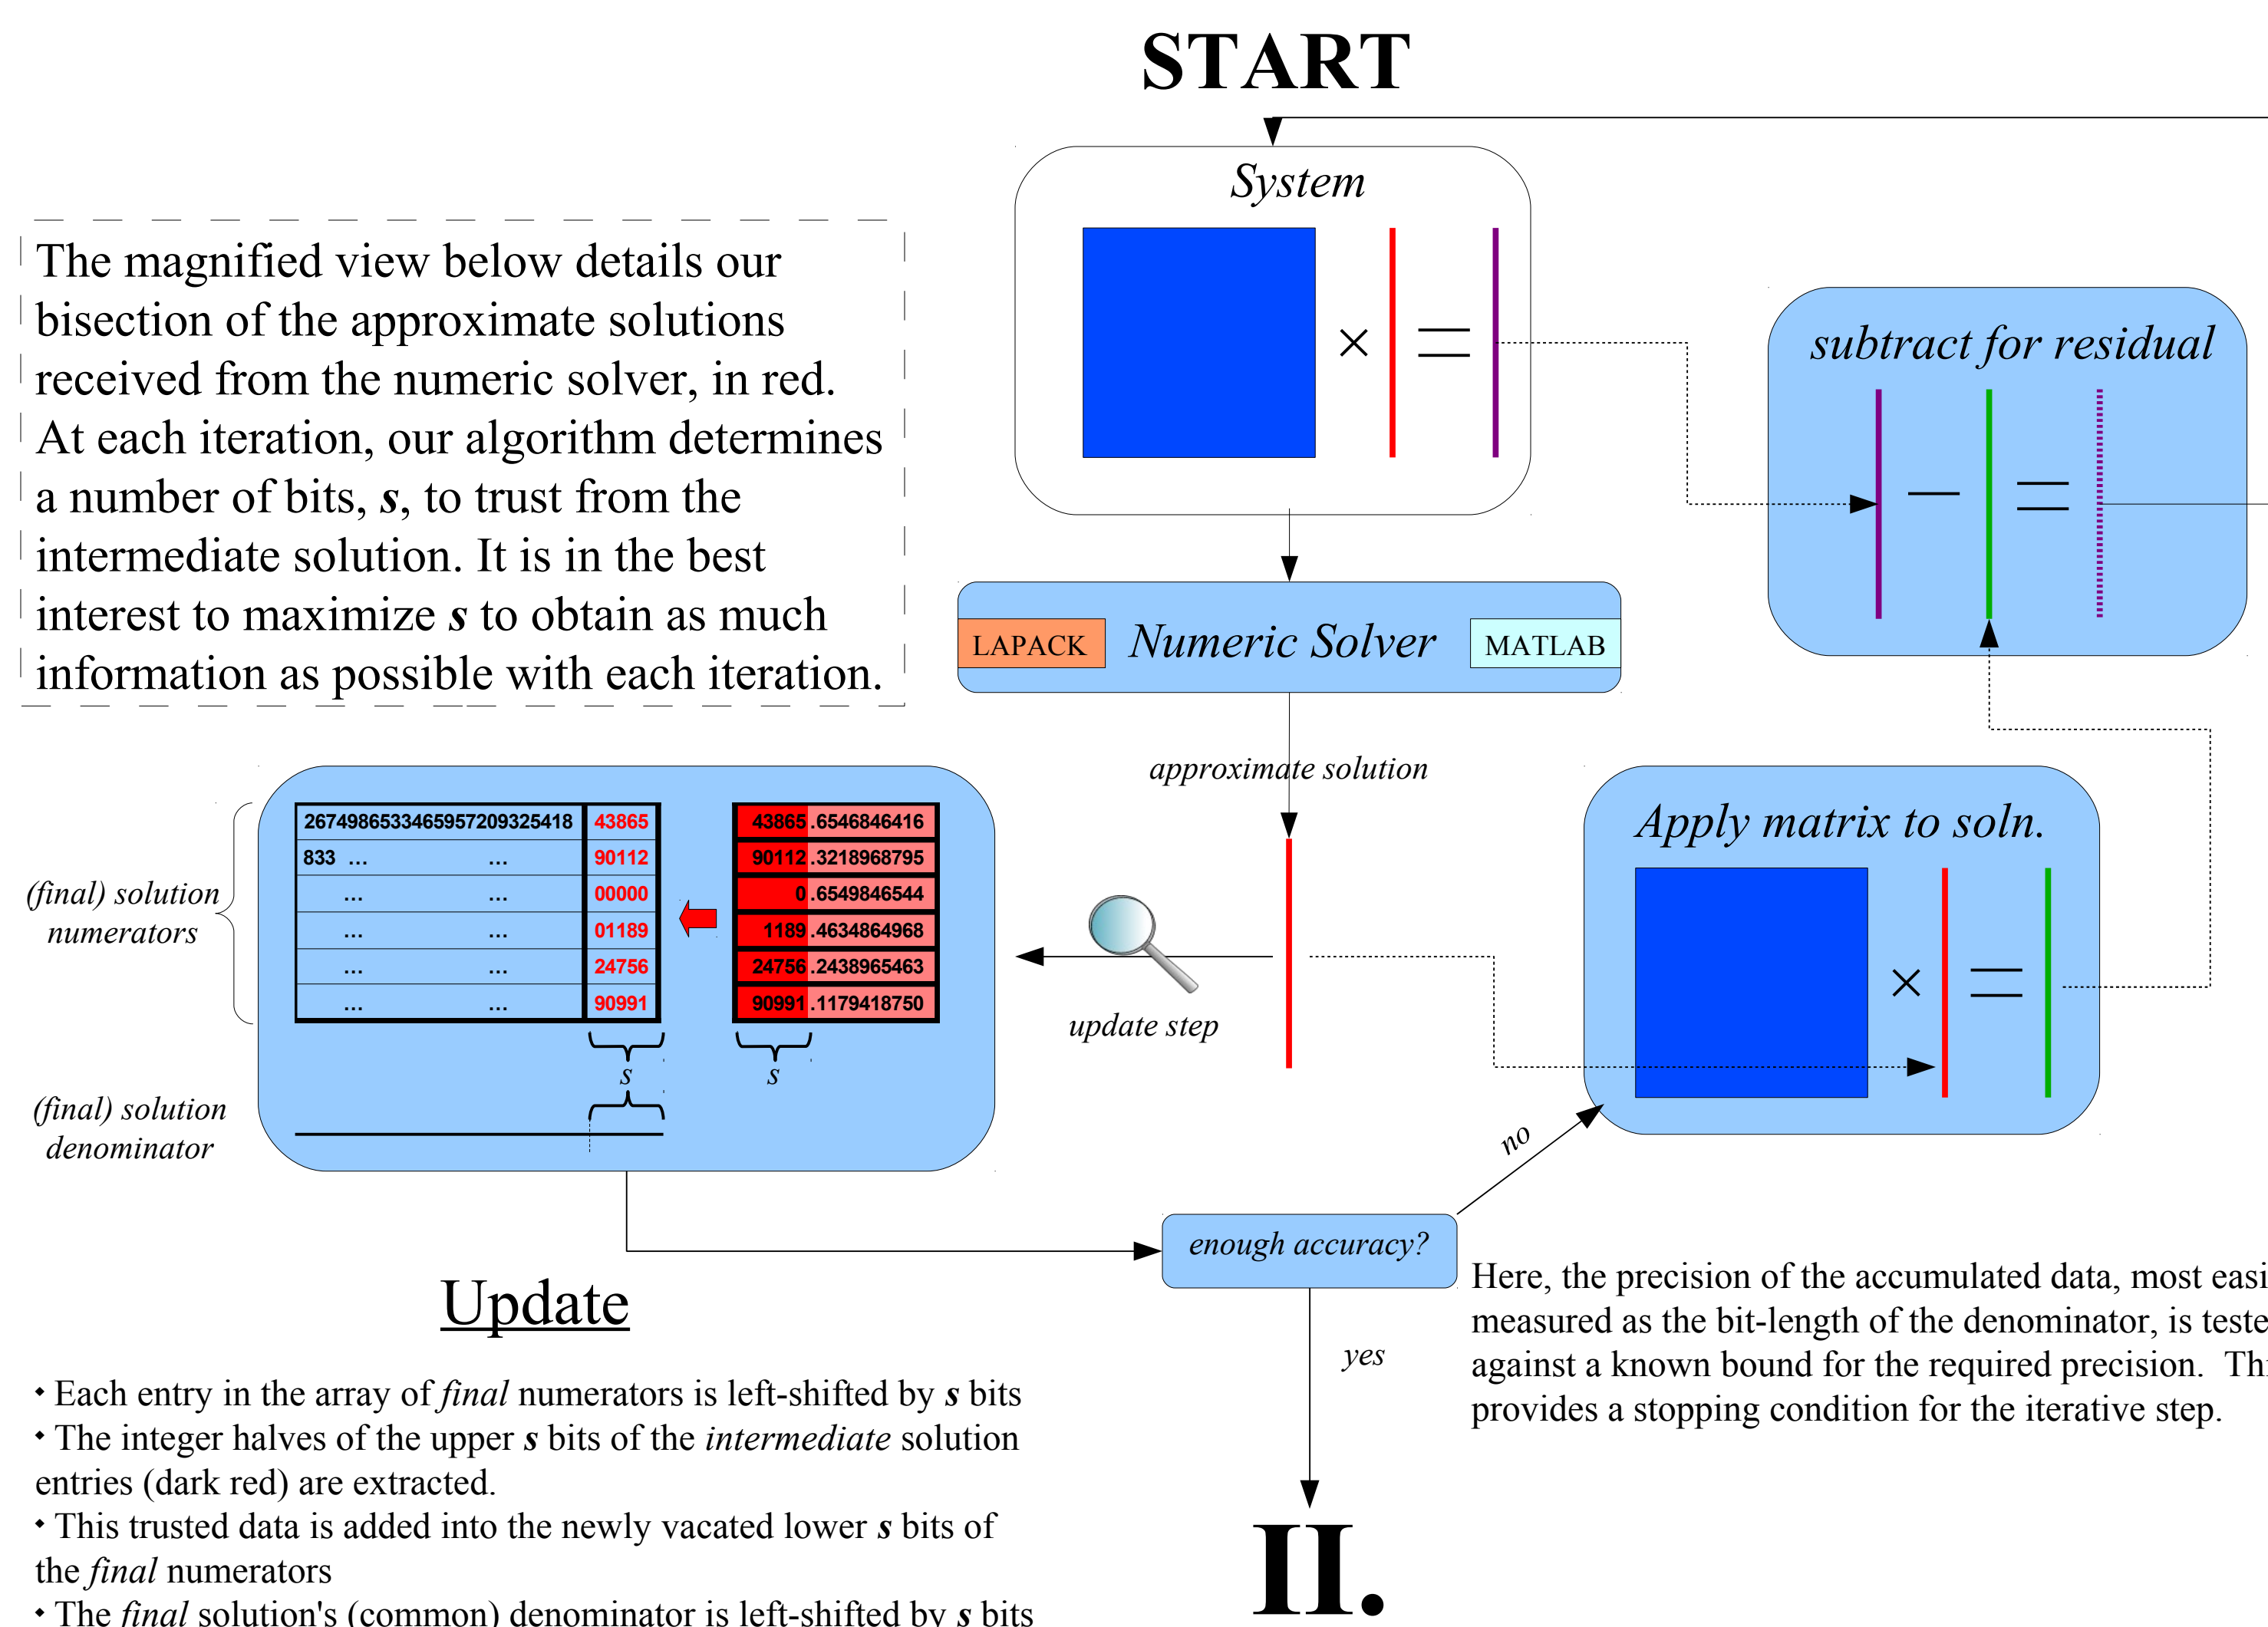 START
System
×
=
The magnified view below details our
bisection of the approximate solutions
received from the numeric solver, in red.
At each iteration, our algorithm determines
a number of bits, s, to trust from the
intermediate solution. It is in the best
interest to maximize s to obtain as much
information as possible with each iteration.
subtract for residual
− =
LAPACK Numeric Solver MATLAB
approximate solution
(final) solution
numerators
2674986533465957209325418 43865 43865.6546846416
833 ... ... 90112 90112.3218968795
... ... 00000 0.6549846544
... ... 01189 1189.4634864968
... ... 24756 24756.2438965463
... ... 90991 90991.1179418750
s s
(final) solution
denominator
update step
Apply matrix to soln.
× =
no
enough accuracy?
yes
Here, the precision of the accumulated data, most easi
measured as the bit-length of the denominator, is teste
against a known bound for the required precision. Thi
provides a stopping condition for the iterative step.
Update
• Each entry in the array of final numerators is left-shifted by s bits
• The integer halves of the upper s bits of the intermediate solution
entries (dark red) are extracted.
• This trusted data is added into the newly vacated lower s bits of
the final numerators
• The final solution's (common) denominator is left-shifted by s bits
II.